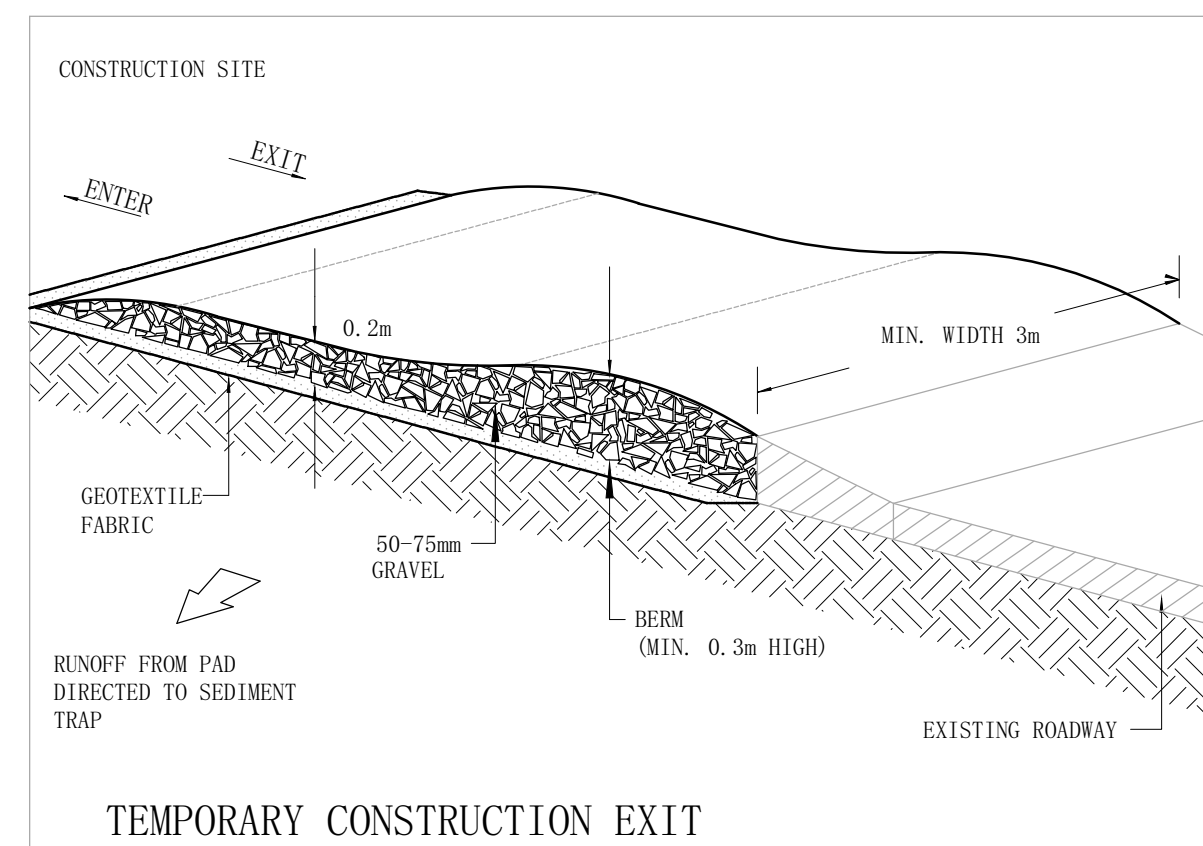 CONSTRUCTION SITE
EXIT
ENTER
0.2m
MIN. WIDTH 3m
GEOTEXTILE
FABRIC
50-75mm
GRAVEL
BERM
(MIN. 0.3m HIGH)
RUNOFF FROM PAD
DIRECTED TO SEDIMENT
TRAP
EXISTING ROADWAY
TEMPORARY CONSTRUCTION EXIT